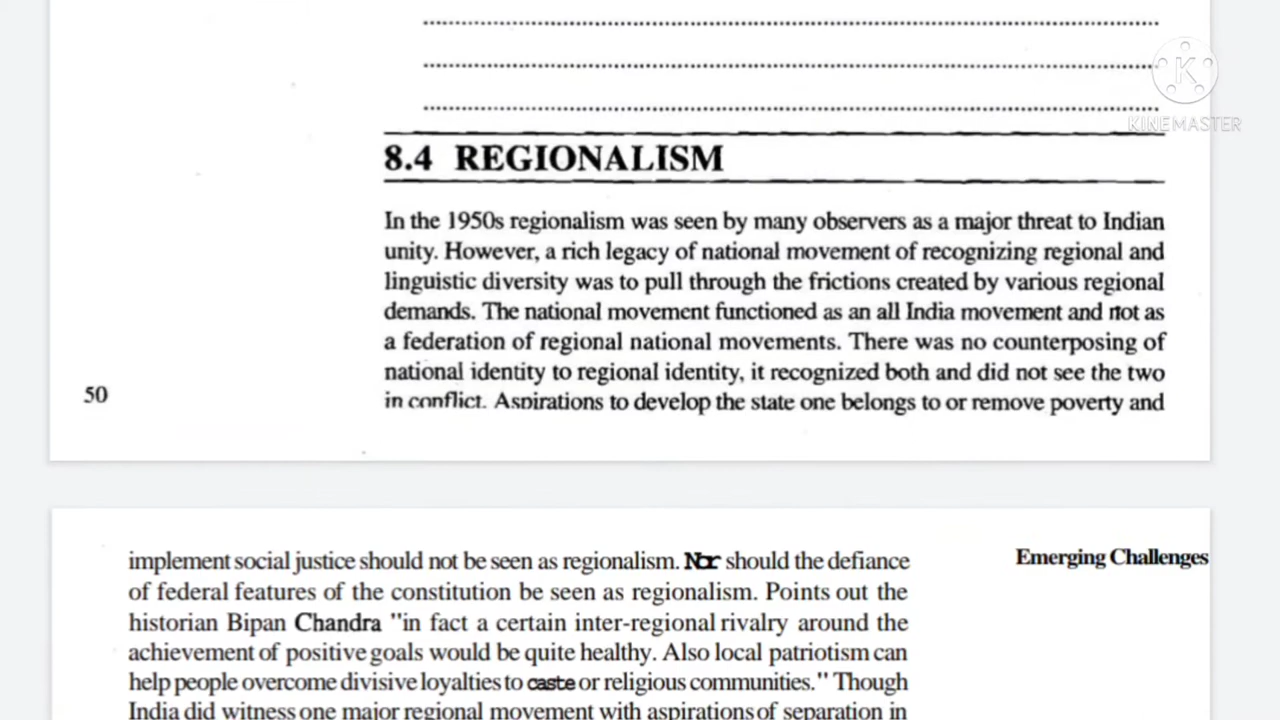 K
KINEMASTER
8.4 REGIONALISM
In the 1950s regionalism was seen by many observers as a major threat to Indian
unity. However, a rich legacy of national movement of recognizing regional and
linguistic diversity was to pull through the frictions created by various regional
demands. The national movement functioned as an all India movement and not as
a federation of regional national movements. There was no counterposing of
national identity to regional identity, it recognized both and did not see the two
in conflict. Aspirations to develop the state one belongs to or remove poverty and
50
implement social justice should not be seen as regionalism. Nor should the defiance
of federal features of the constitution be seen as regionalism. Points out the
historian Bipan Chandra "in fact a certain inter-regional rivalry around the
achievement of positive goals would be quite healthy. Also local patriotism can
help people overcome divisive loyalties to caste or religious communities." Though
India did witness one major regional movement with aspirations of separation in
Emerging Challenges